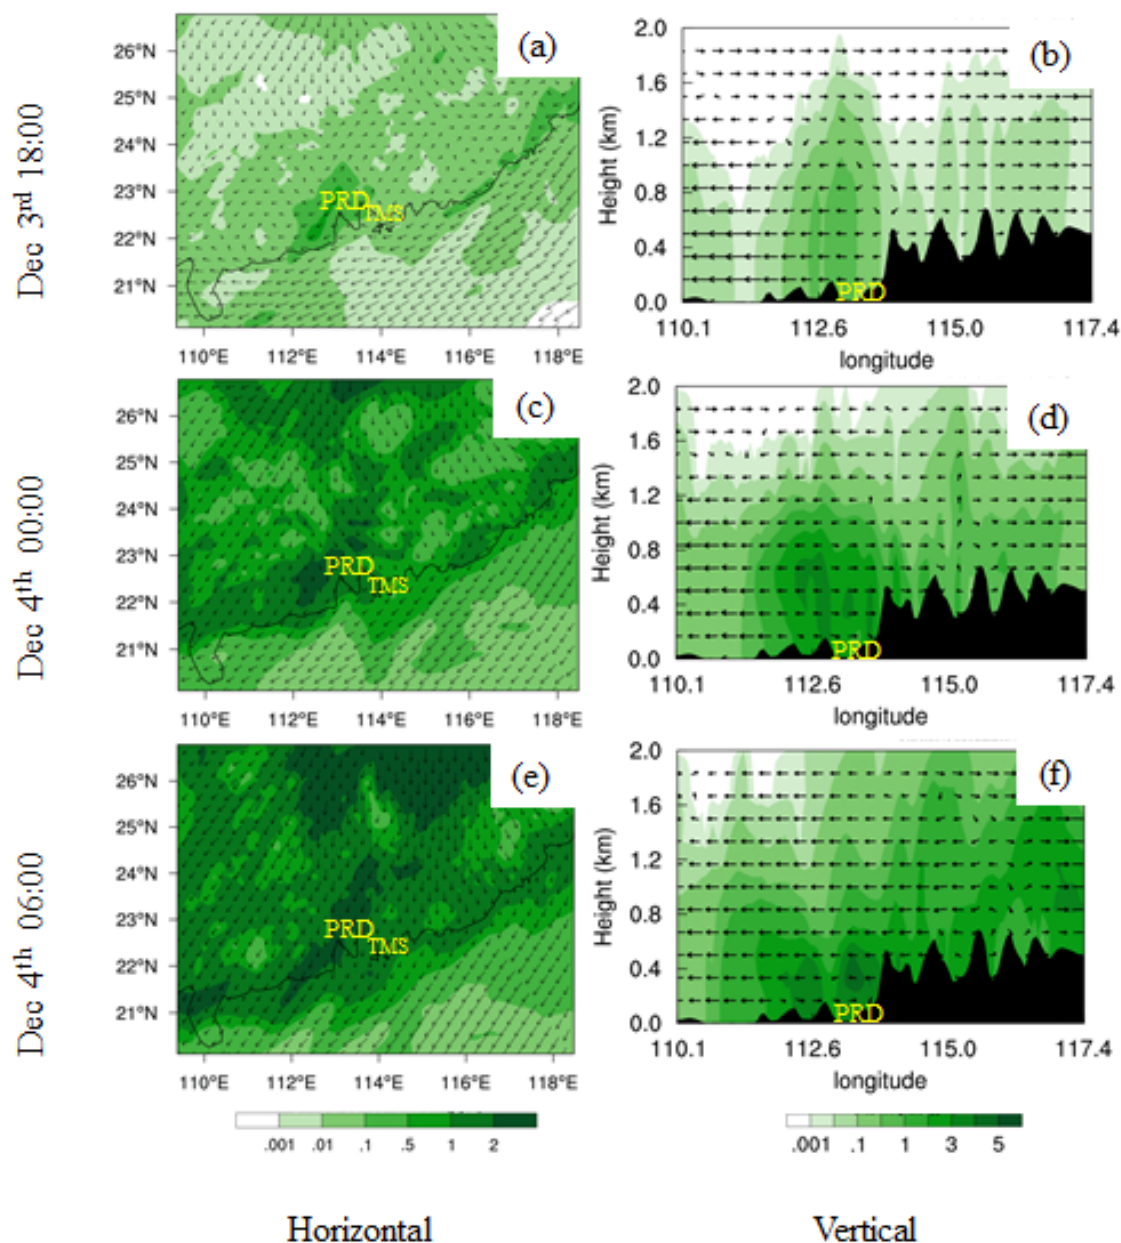 Dec 3rd 18:00
26°N
25°N
24°N
23°N
22°N
21°N
(a)
PRD
TMS
110°E 112°E 114°E 116°E 118°E
Height (km)
2.0
1.6
1.2
0.8
0.4
0.0
(b)
PRD
110.1 112.6 115.0 117.4
longitude
Dec 4th 00:00
26°N
25°N
24°N
23°N
22°N
21°N
(c)
PRD
TMS
110°E 112°E 114°E 116°E 118°E
Height (km)
2.0
1.6
1.2
0.8
0.4
0.0
(d)
PRD
110.1 112.6 115.0 117.4
longitude
Dec 4th 06:00
26°N
25°N
24°N
23°N
22°N
21°N
(e)
PRD
TMS
110°E 112°E 114°E 116°E 118°E
Height (km)
2.0
1.6
1.2
0.8
0.4
0.0
(f)
PRD
110.1 112.6 115.0 117.4
longitude
.001 .01 .1 .5 1 2
.001 .1 1 3 5
Horizontal
Vertical